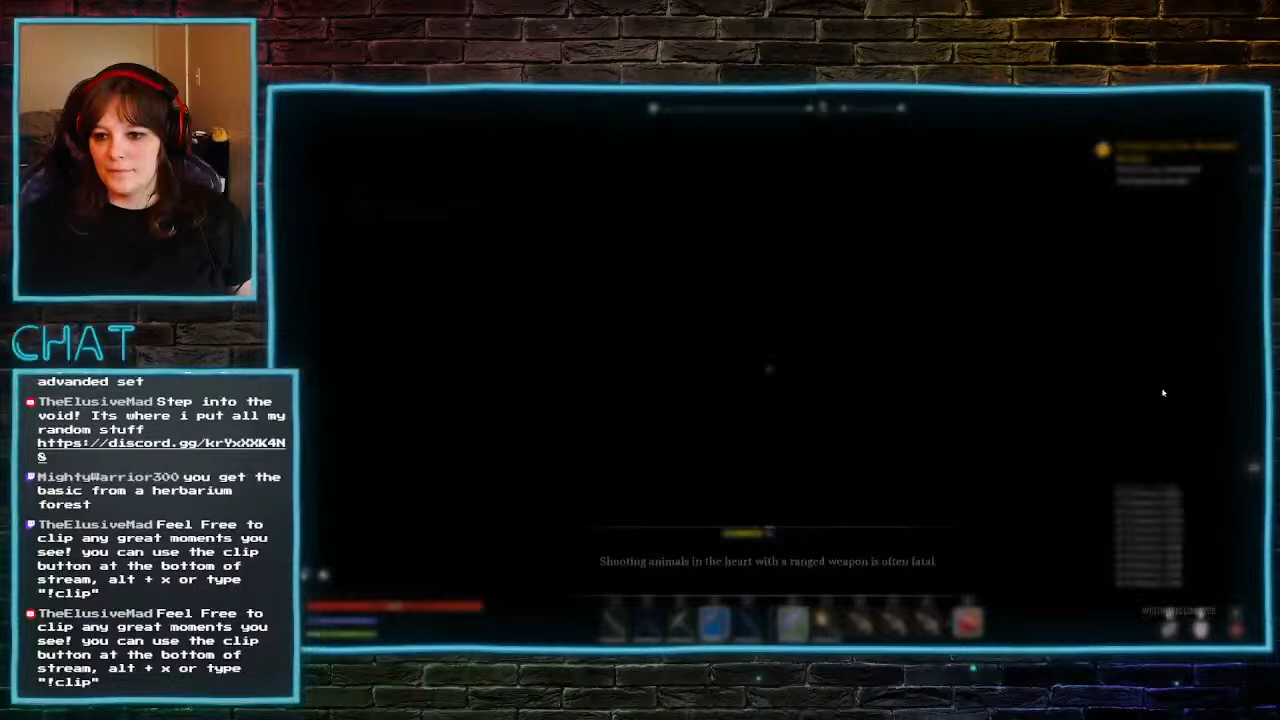 CHAT
advanded set
TheElusiveMad Step into the
void! Its where i put all my
random stuff
https://discord.gg/krYxXXK4N
8
MightyWarrior300 you get the
basic from a herbarium
forest
TheElusiveMad Feel Free to
clip any great moments you
see! you can use the clip
button at the bottom of
stream, alt + x or type
"!clip"
TheElusiveMad Feel Free to
clip any great moments you
see! you can use the clip
button at the bottom of
stream, alt + x or type
"!clip"
Shooting animals in the heart with a ranged weapon is often fatal.